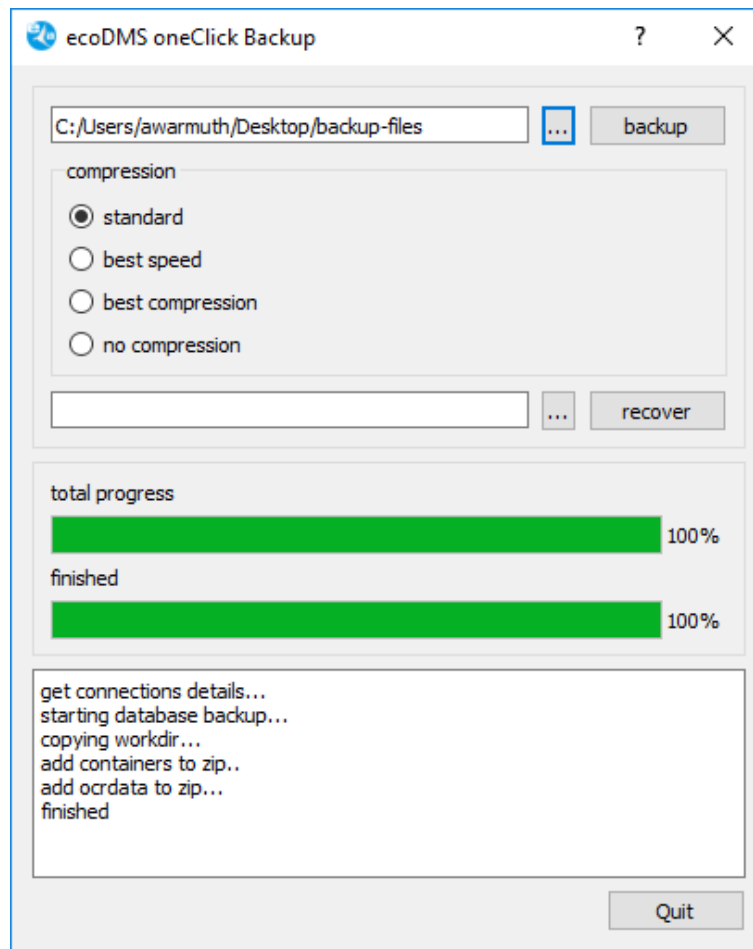 ecoDMS oneClick Backup ?
C:/Users/awarmuth/Desktop/backup-files ... backup
compression
standard
best speed
best compression
no compression
... recover
total progress
100%
finished
100%
get connections details...
starting database backup...
copying workdir...
add containers to zip..
add ocrdata to zip...
finished
Quit